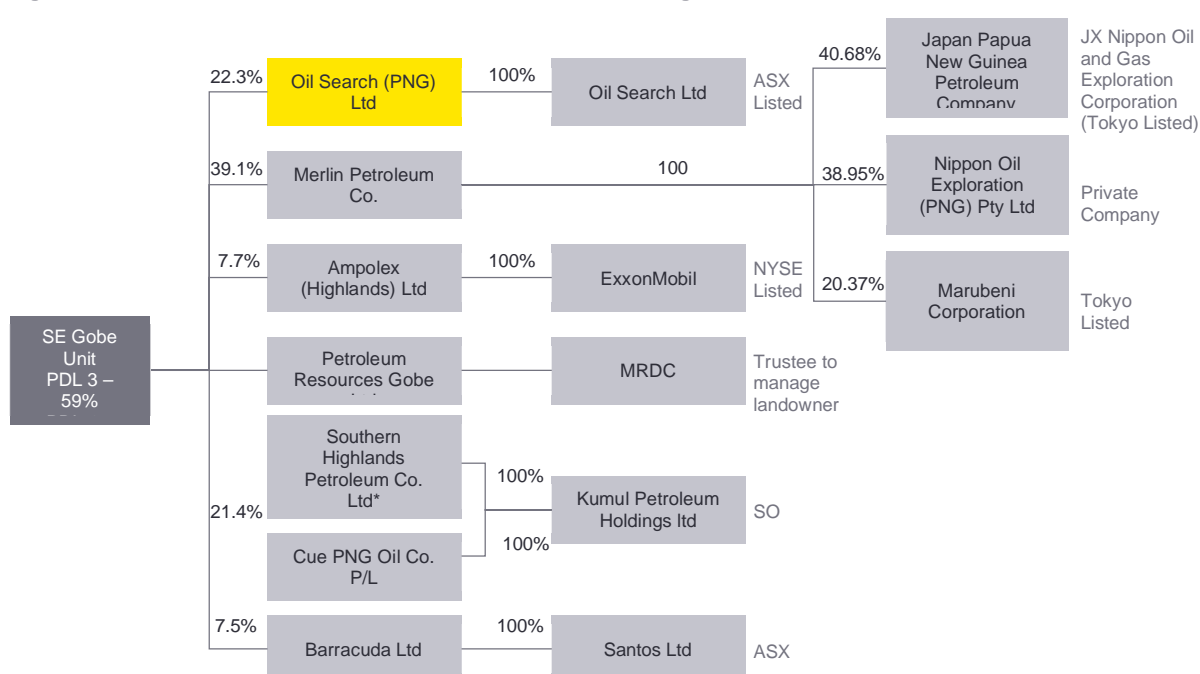 SE Gobe
Unit
PDL 3 –
59%
22.3%
Oil Search (PNG)
Ltd
100%
Oil Search Ltd
ASX
Listed
39.1%
Merlin Petroleum
Co.
100
40.68%
Japan Papua
New Guinea
Petroleum
Company
JX Nippon Oil
and Gas
Exploration
Corporation
(Tokyo Listed)
38.95%
Nippon Oil
Exploration
(PNG) Pty Ltd
Private
Company
20.37%
Marubeni
Corporation
Tokyo
Listed
7.7%
Ampolex
(Highlands) Ltd
100%
ExxonMobil
NYSE
Listed
Petroleum
Resources Gobe
MRDC
Trustee to
manage
landowner
21.4%
Southern
Highlands
Petroleum Co.
Ltd*
100%
Cue PNG Oil Co.
P/L
100%
Kumul Petroleum
Holdings ltd
SO
7.5%
Barracuda Ltd
100%
Santos Ltd
ASX